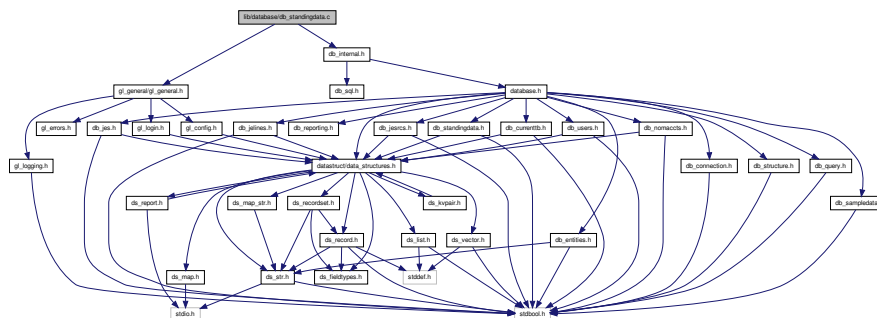 lib/database/db_standingdata.c
db_internal.h
gl_general/gl_general.h
db_sql.h
database.h
gl_errors.h
db_jes.h
gl_login.h
gl_config.h
db_jelines.h
db_reporting.h
db_jesrcs.h
db_standingdata.h
db_currenttb.h
db_users.h
db_nomaccts.h
gl_logging.h
datastruct/data_structures.h
db_connection.h
db_structure.h
db_query.h
ds_report.h
ds_map_str.h
ds_recordset.h
ds_kvpair.h
db_sampledata.h
ds_record.h
ds_list.h
ds_vector.h
db_entities.h
ds_map.h
ds_str.h
ds_fieldtypes.h
stddef.h
stdio.h
stdbool.h